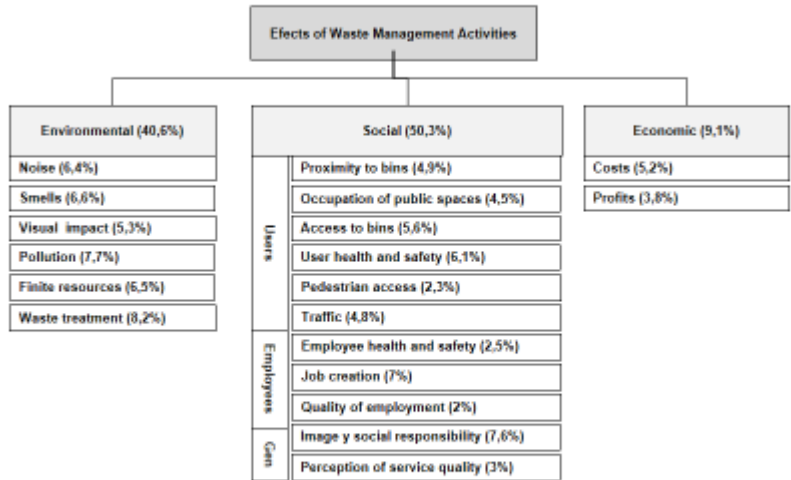 Efects of Waste Management Activities
Environmental (40,6%)
Noise (6,4%)
Smells (6,6%)
Visual impact (5,3%)
Pollution (7,7%)
Finite resources (6,5%)
Waste treatment (8,2%)
Social (50,3%)
Users
Proximity to bins (4,9%)
Occupation of public spaces (4,5%)
Access to bins (5,6%)
User health and safety (6,1%)
Pedestrian access (2,3%)
Traffic (4,8%)
Employees
Employee health and safety (2,5%)
Job creation (7%)
Quality of employment (2%)
Gen
Image y social responsibility (7,6%)
Perception of service quality (3%)
Economic (9,1%)
Costs (5,2%)
Profits (3,8%)